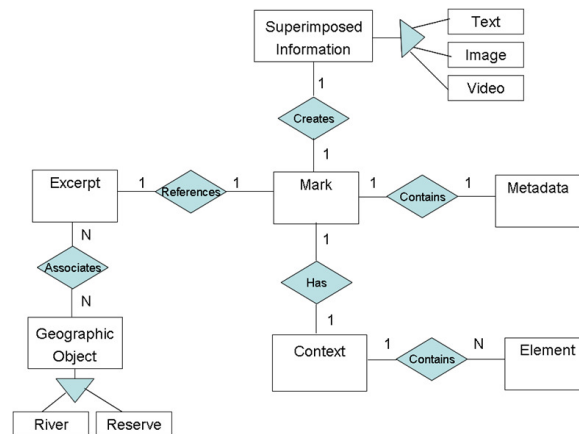 Superimposed
Information
Text
Image
Video
1
Creates
1
Excerpt
1
References
1
Mark
1
Contains
1
Metadata
N
Associates
N
1
Has
1
Geographic
Object
Context
1
Contains
N
Element
River
Reserve